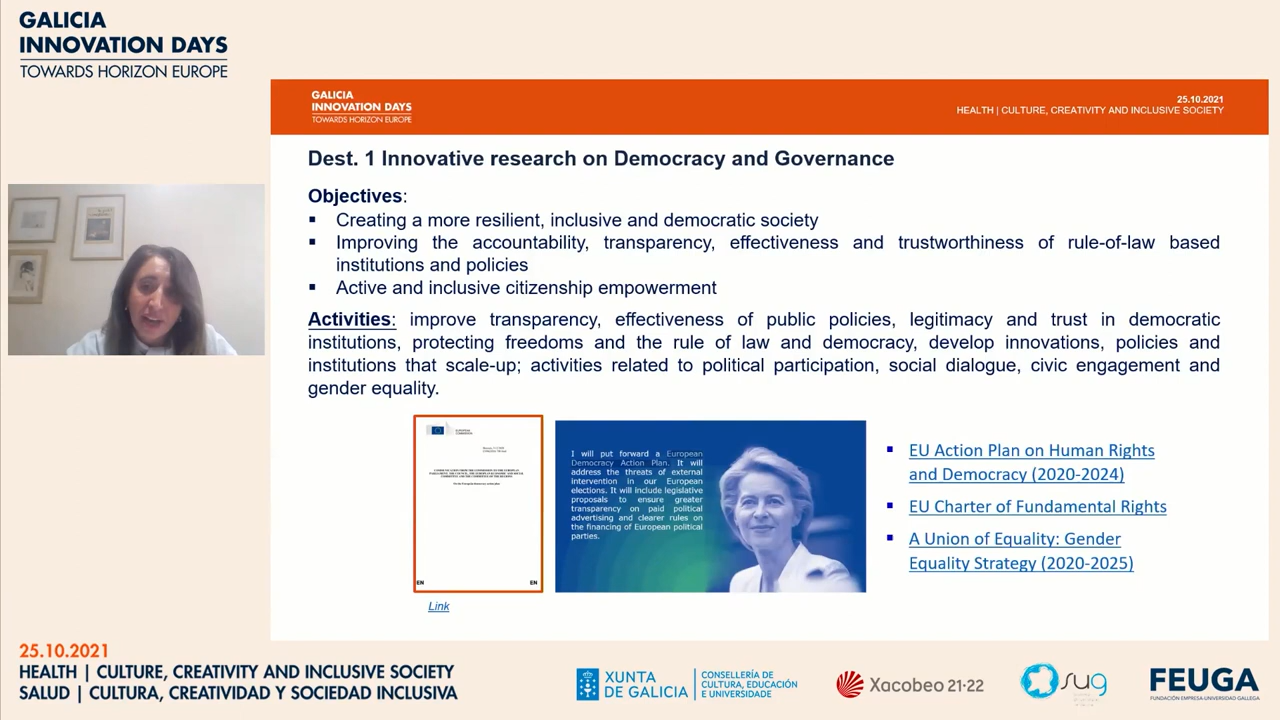 GALICIA
INNOVATION DAYS
TOWARDS HORIZON EUROPE
GALICIA
INNOVATION DAYS
TOWARDS HORIZON EUROPE
25.10.2021
HEALTH | CULTURE, CREATIVITY AND INCLUSIVE SOCIETY
Dest. 1 Innovative research on Democracy and Governance
Objectives:
▪ Creating a more resilient, inclusive and democratic society
▪ Improving the accountability, transparency, effectiveness and trustworthiness of rule-of-law based
institutions and policies
▪ Active and inclusive citizenship empowerment
Activities: improve transparency, effectiveness of public policies, legitimacy and trust in democratic
institutions, protecting freedoms and the rule of law and democracy, develop innovations, policies and
institutions that scale-up; activities related to political participation, social dialogue, civic engagement and
gender equality.
EN EN
Link
I will put forward a European
Democracy Action Plan. It will
address the threats of external
intervention in our European
elections. It will include legislative
proposals to ensure greater
transparency on paid political
advertising and clearer rules on
the financing of European political
parties.
▪ EU Action Plan on Human Rights
and Democracy (2020-2024)
▪ EU Charter of Fundamental Rights
▪ A Union of Equality: Gender
Equality Strategy (2020-2025)
25.10.2021
HEALTH | CULTURE, CREATIVITY AND INCLUSIVE SOCIETY
SALUD | CULTURA, CREATIVIDAD Y SOCIEDAD INCLUSIVA
XUNTA
DE GALICIA
CONSELLERÍA
DE CULTURA, EDUCACIÓN
E UNIVERSIDADE
Xacobeo 21·22
sug
FEUGA
FUNDACIÓN EMPRESA-UNIVERSIDAD GALLEGA